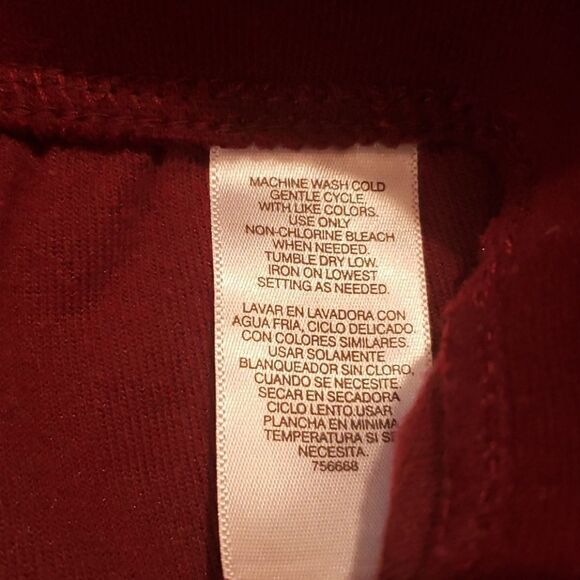 MACHINE WASH COLD
GENTLE CYCLE,
WITH LIKE COLORS.
USE ONLY
NON-CHLORINE BLEACH
WHEN NEEDED.
TUMBLE DRY LOW.
IRON ON LOWEST
SETTING AS NEEDED.
LAVAR EN LAVADORA CON
AGUA FRIA, CICLO DELICADO.
CON COLORES SIMILARES.
USAR SOLAMENTE
BLANQUEADOR SIN CLORO,
CUANDO SE NECESITE.
SECAR EN SECADORA
CICLO LENTO.USAR
PLANCHA EN MINIMA
TEMPERATURA SI SE
NECESITA.
756668